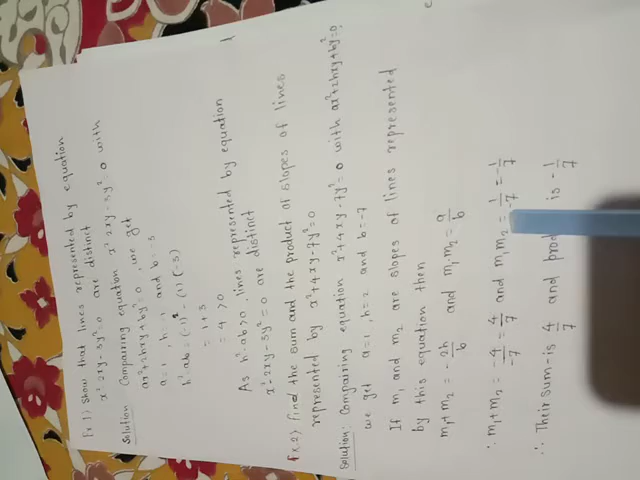 Ex 1) Show that lines represented by equation
x²-2xy-3y²=0 are distinct
Solution Comparing equation x²-2xy-3y²=0 with
ax²+2hxy+by²=0 we get
a=1, h=-1 and b=-3
h²-ab=(-1)²-(1)(-3)
=1+3
=4>0
As h²-ab>0, lines represented by equation
x²-2xy-3y²=0 are distinct
Ex.2) find the sum and the product of slopes of lines
represented by x²+4xy-7y²=0
Solution: Comparing equation x²+4xy-7y²=0 with ax²+2hxy+by²=0
we get a=1, h=2 and b=-7
If m₁ and m₂ are slopes of lines represented
by this equation then
m₁+m₂=-2h/b and m₁.m₂=a/b
∴ m₁+m₂=-4/-7=4/7 and m₁m₂=1/-7=-1/7
∴ Their sum is 4/7 and is -1/7